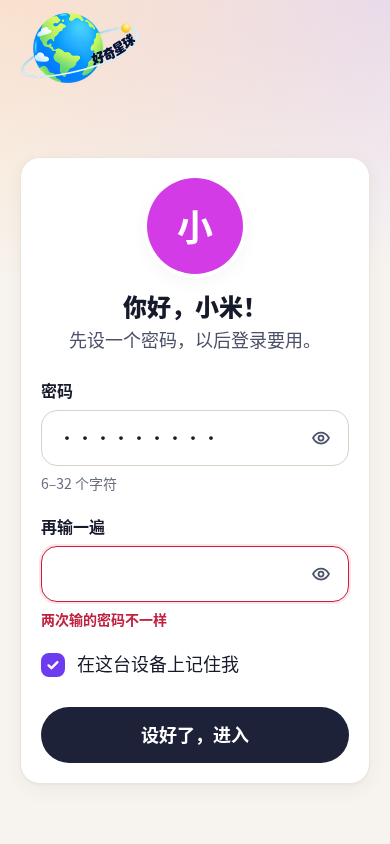 好奇星球
小
你好，小米！
先设一个密码，以后登录要用。
密码
•••••••••
6–32 个字符
再输一遍
两次输的密码不一样
在这台设备上记住我
设好了，进入